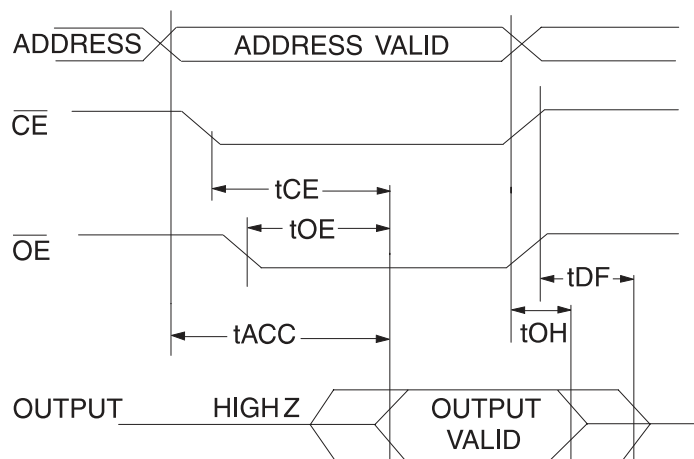 ADDRESS ADDRESS VALID
CE
tCE
tOE
OE
tDF
tACC tOH
OUTPUT HIGH Z OUTPUT
VALID